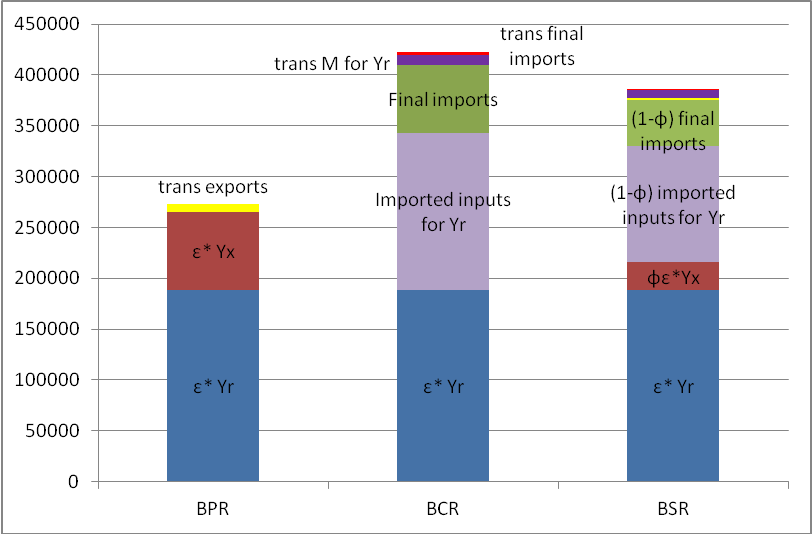 450000
400000
350000
300000
250000
200000
150000
100000
50000
0
trans exports
ε* Yx
ε* Yr
trans M for Yr
trans final
imports
Final imports
Imported inputs
for Yr
ε* Yr
(1-φ) final
imports
(1-φ) imported
inputs for Yr
φε*Yx
ε* Yr
BPR
BCR
BSR